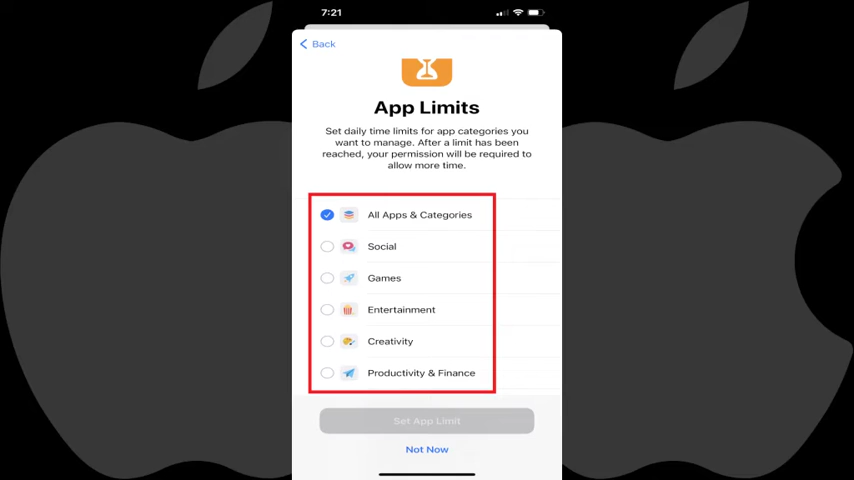 7:21
Back
App Limits
Set daily time limits for app categories you
want to manage. After a limit has been
reached, your permission will be required to
allow more time.
All Apps & Categories
Social
Games
Entertainment
Creativity
Productivity & Finance
Set App Limit
Not Now